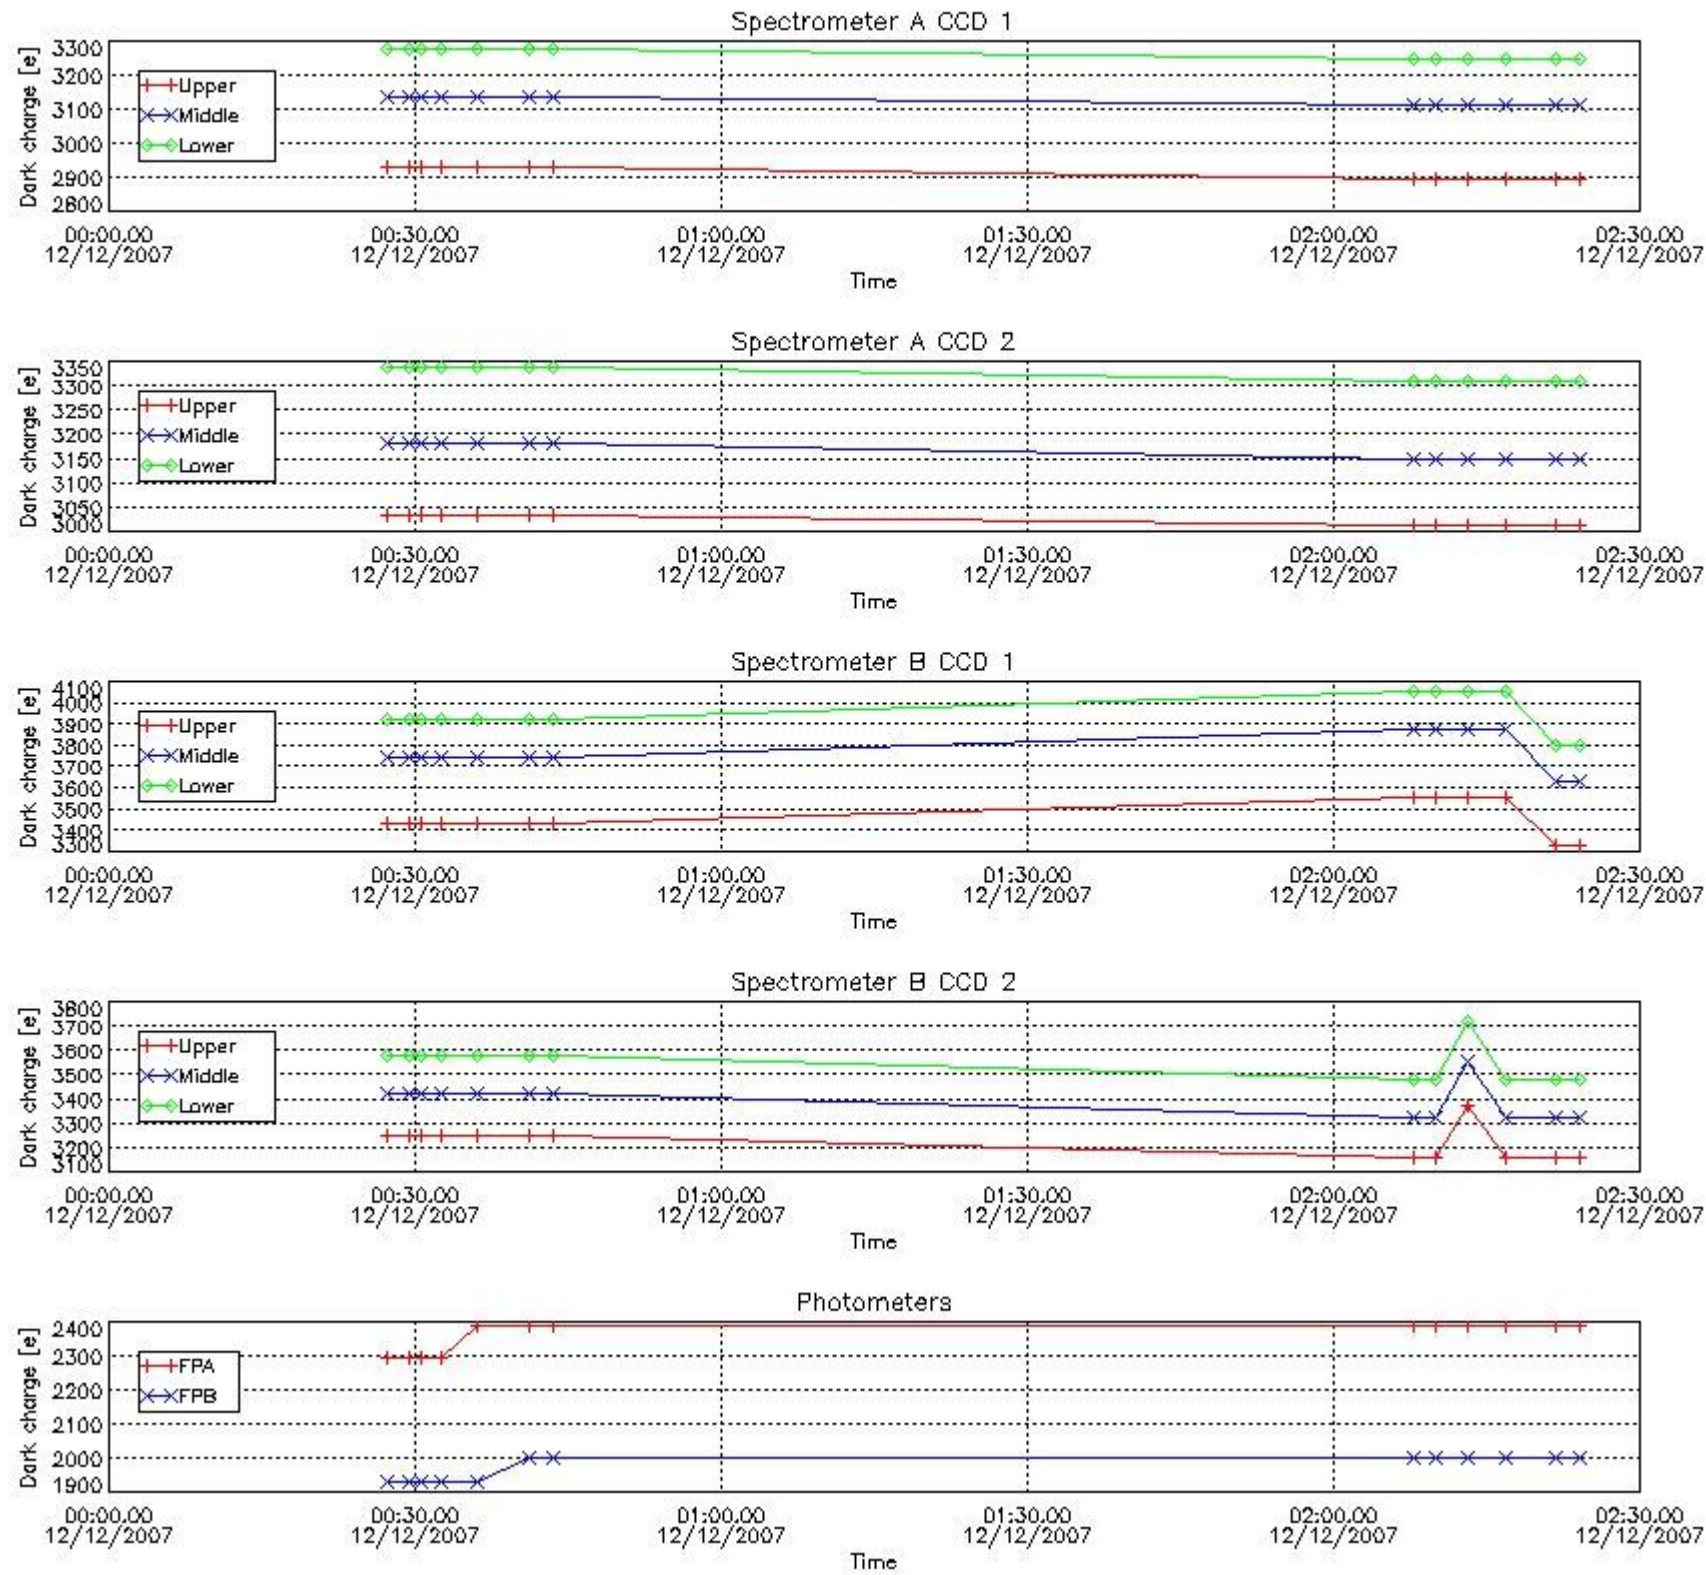 Spectrometer A CCD 1
Dark charge [e]
3300
3200
3100
3000
2900
2800
Upper
Middle
Lower
00:00.00 00:30.00 01:00.00 01:30.00 02:00.00 02:30.00
12/12/2007 12/12/2007 12/12/2007 12/12/2007 12/12/2007 12/12/2007
Time
Spectrometer A CCD 2
Dark charge [e]
3350
3300
3250
3200
3150
3100
3050
3000
Upper
Middle
Lower
00:00.00 00:30.00 01:00.00 01:30.00 02:00.00 02:30.00
12/12/2007 12/12/2007 12/12/2007 12/12/2007 12/12/2007 12/12/2007
Time
Spectrometer B CCD 1
Dark charge [e]
4100
4000
3900
3800
3700
3600
3500
3400
3300
Upper
Middle
Lower
00:00.00 00:30.00 01:00.00 01:30.00 02:00.00 02:30.00
12/12/2007 12/12/2007 12/12/2007 12/12/2007 12/12/2007 12/12/2007
Time
Spectrometer B CCD 2
Dark charge [e]
3800
3700
3600
3500
3400
3300
3200
3100
Upper
Middle
Lower
00:00.00 00:30.00 01:00.00 01:30.00 02:00.00 02:30.00
12/12/2007 12/12/2007 12/12/2007 12/12/2007 12/12/2007 12/12/2007
Time
Photometers
Dark charge [e]
2400
2300
2200
2100
2000
1900
FPA
FPB
00:00.00 00:30.00 01:00.00 01:30.00 02:00.00 02:30.00
12/12/2007 12/12/2007 12/12/2007 12/12/2007 12/12/2007 12/12/2007
Time